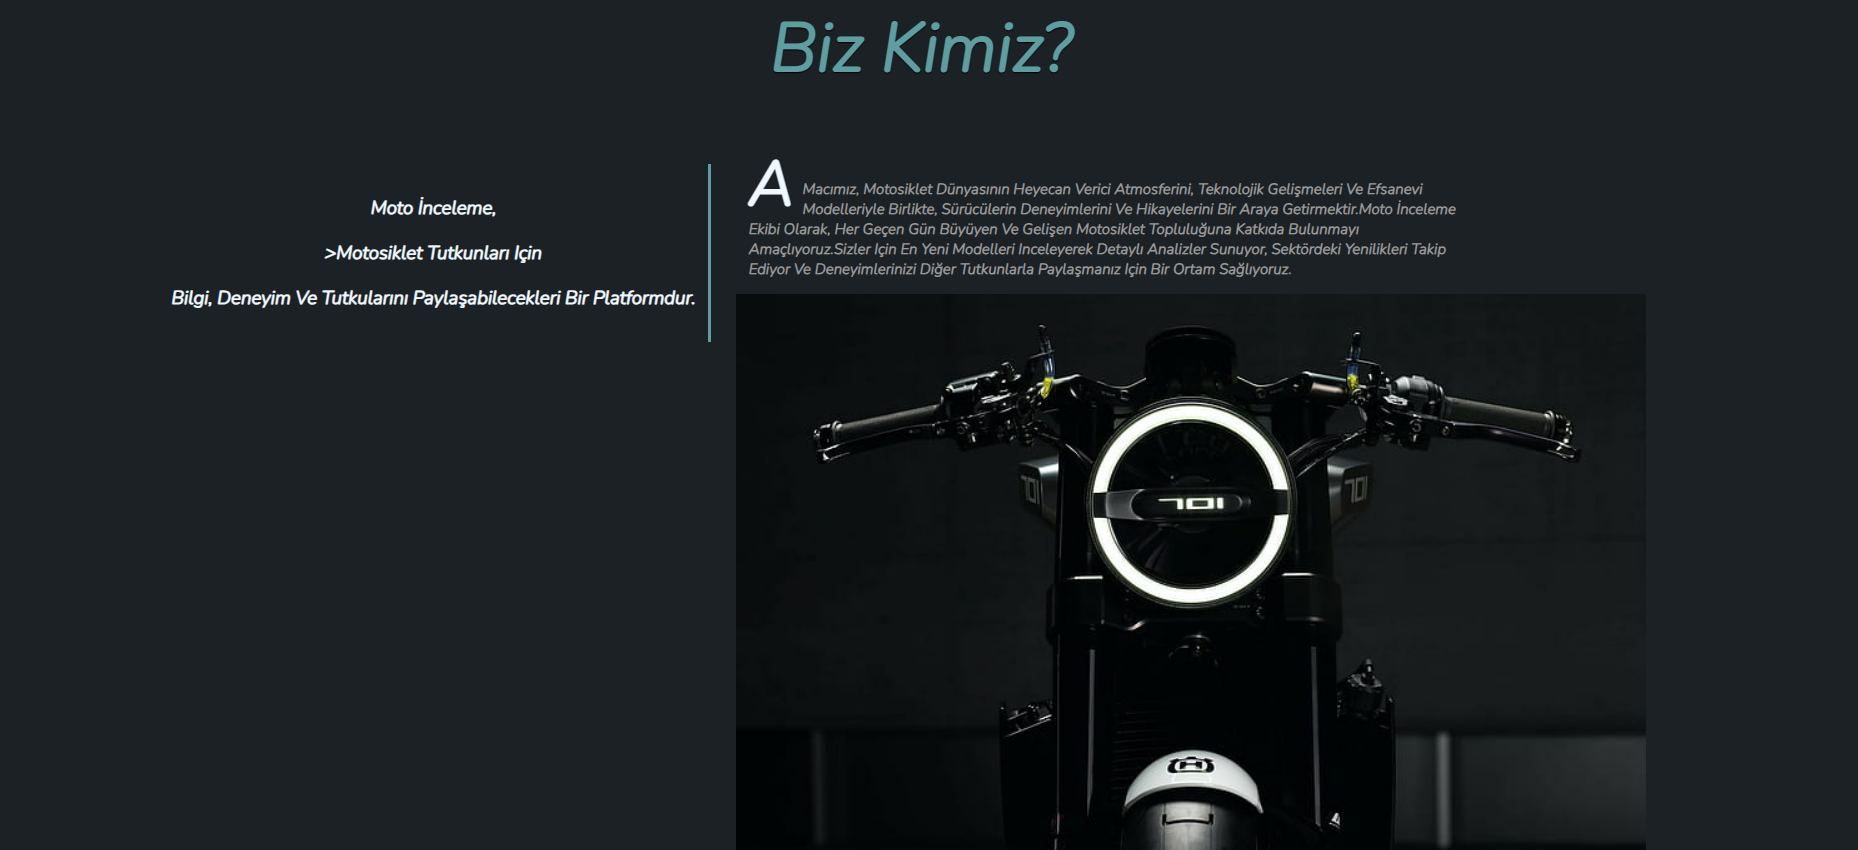 Biz Kimiz?
Moto İnceleme,
>Motosiklet Tutkunları Için
Bilgi, Deneyim Ve Tutkularını Paylaşabilecekleri Bir Platformdur.
A Macımız, Motosiklet Dünyasının Heyecan Verici Atmosferini, Teknolojik Gelişmeleri Ve Efsanevi
Modelleriyle Birlikte, Sürücülerin Deneyimlerini Ve Hikayelerini Bir Araya Getirmektir.Moto İnceleme
Ekibi Olarak, Her Geçen Gün Büyüyen Ve Gelişen Motosiklet Topluluğuna Katkıda Bulunmayı
Amaçlıyoruz.Sizler Için En Yeni Modelleri Inceleyerek Detaylı Analizler Sunuyor, Sektördeki Yenilikleri Takip
Ediyor Ve Deneyimlerinizi Diğer Tutkunlarla Paylaşmanız Için Bir Ortam Sağlıyoruz.
701
701
701